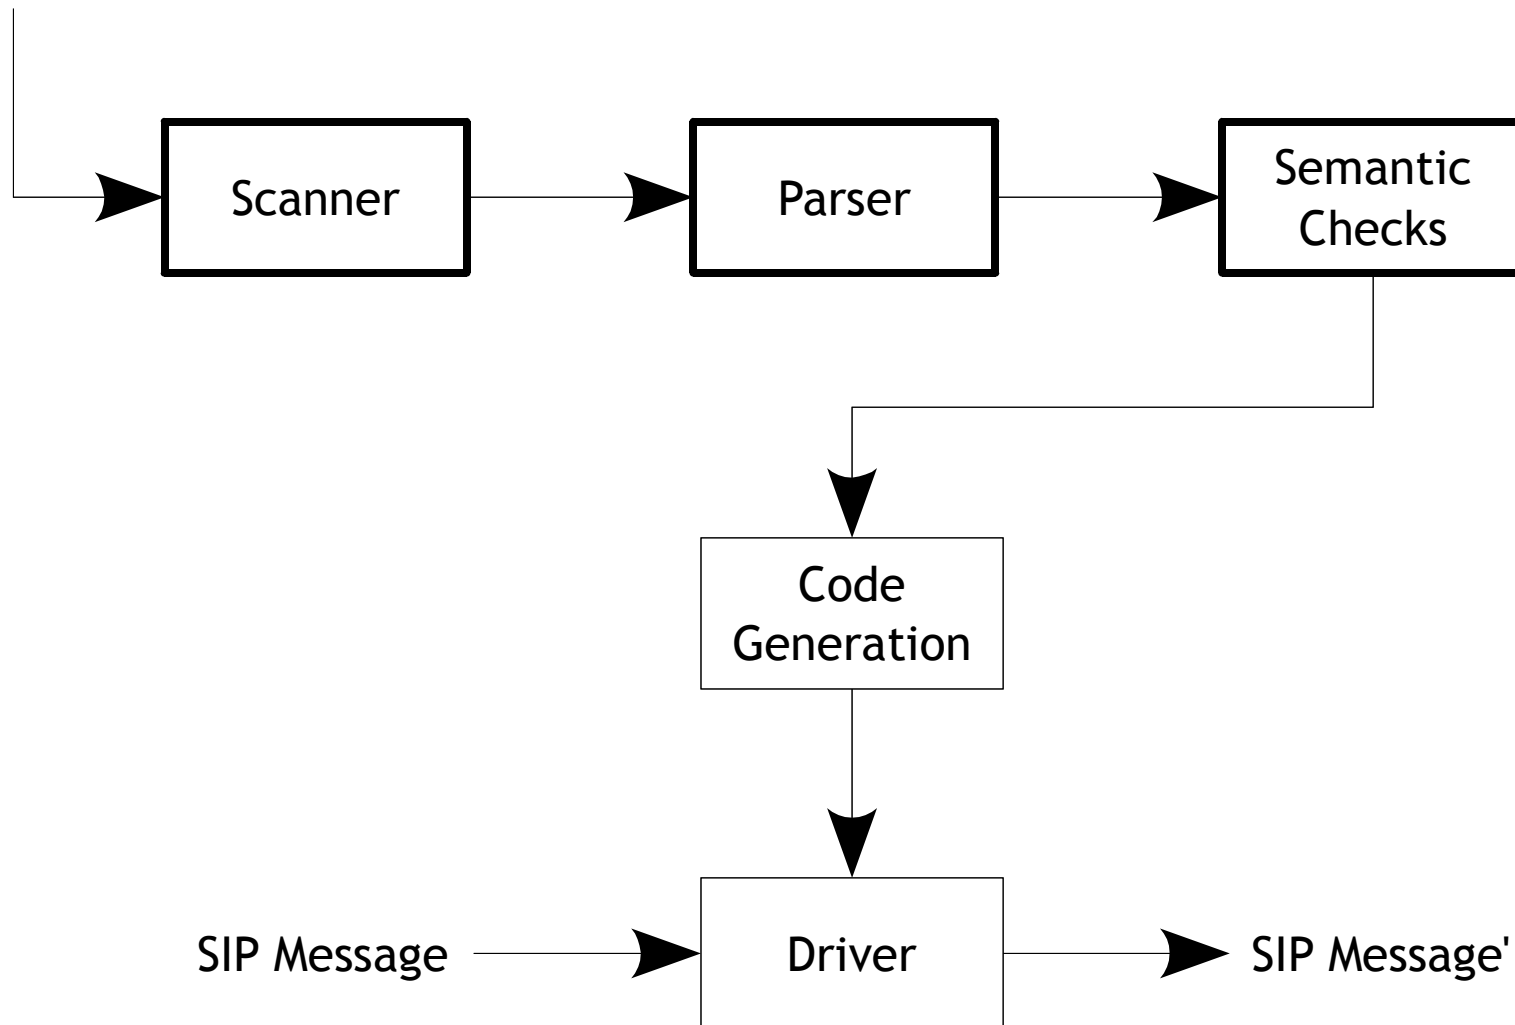 Scanner
Parser
Semantic
Checks
Code
Generation
SIP Message
Driver
SIP Message'